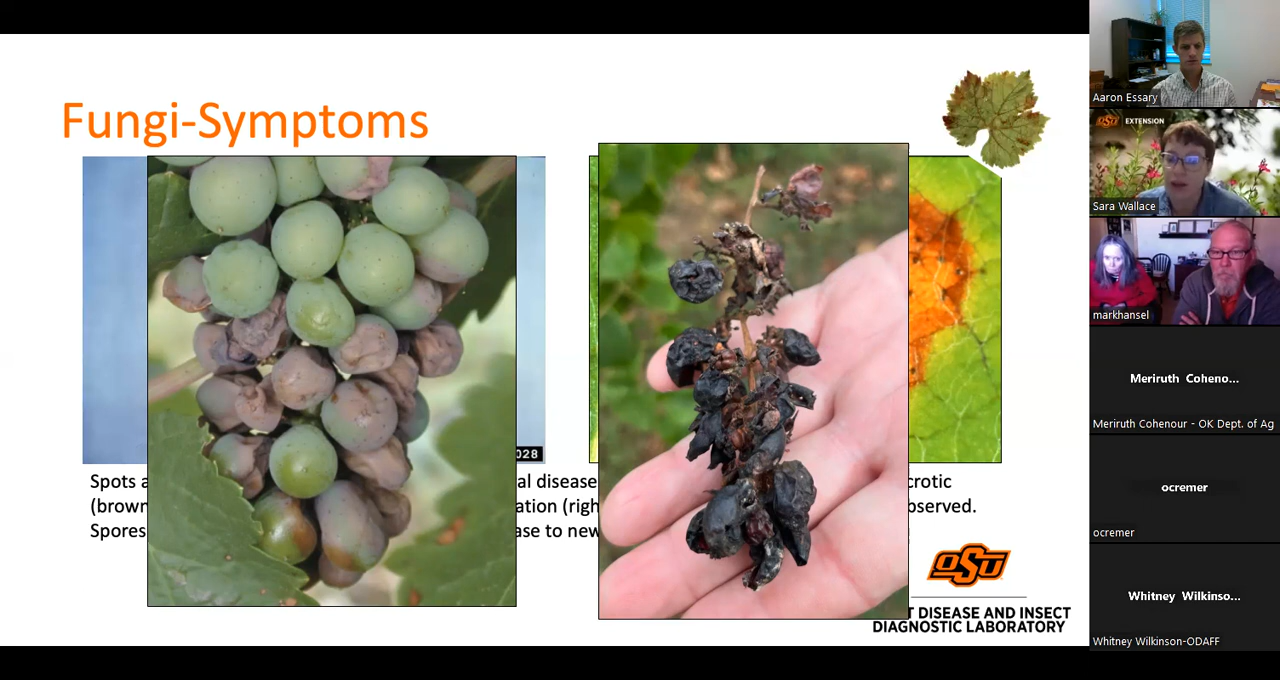 Fungi-Symptoms
028
Spots a al disease crotic
(brown ation (righ bserved.
Spores ase to new
OSU
T DISEASE AND INSECT
DIAGNOSTIC LABORATORY
Aaron Essary
OSU EXTENSION
Sara Wallace
markhansel
Meriruth Coheno...
Meriruth Cohenour - OK Dept. of Ag
ocremer
ocremer
Whitney Wilkinso...
Whitney Wilkinson-ODAFF